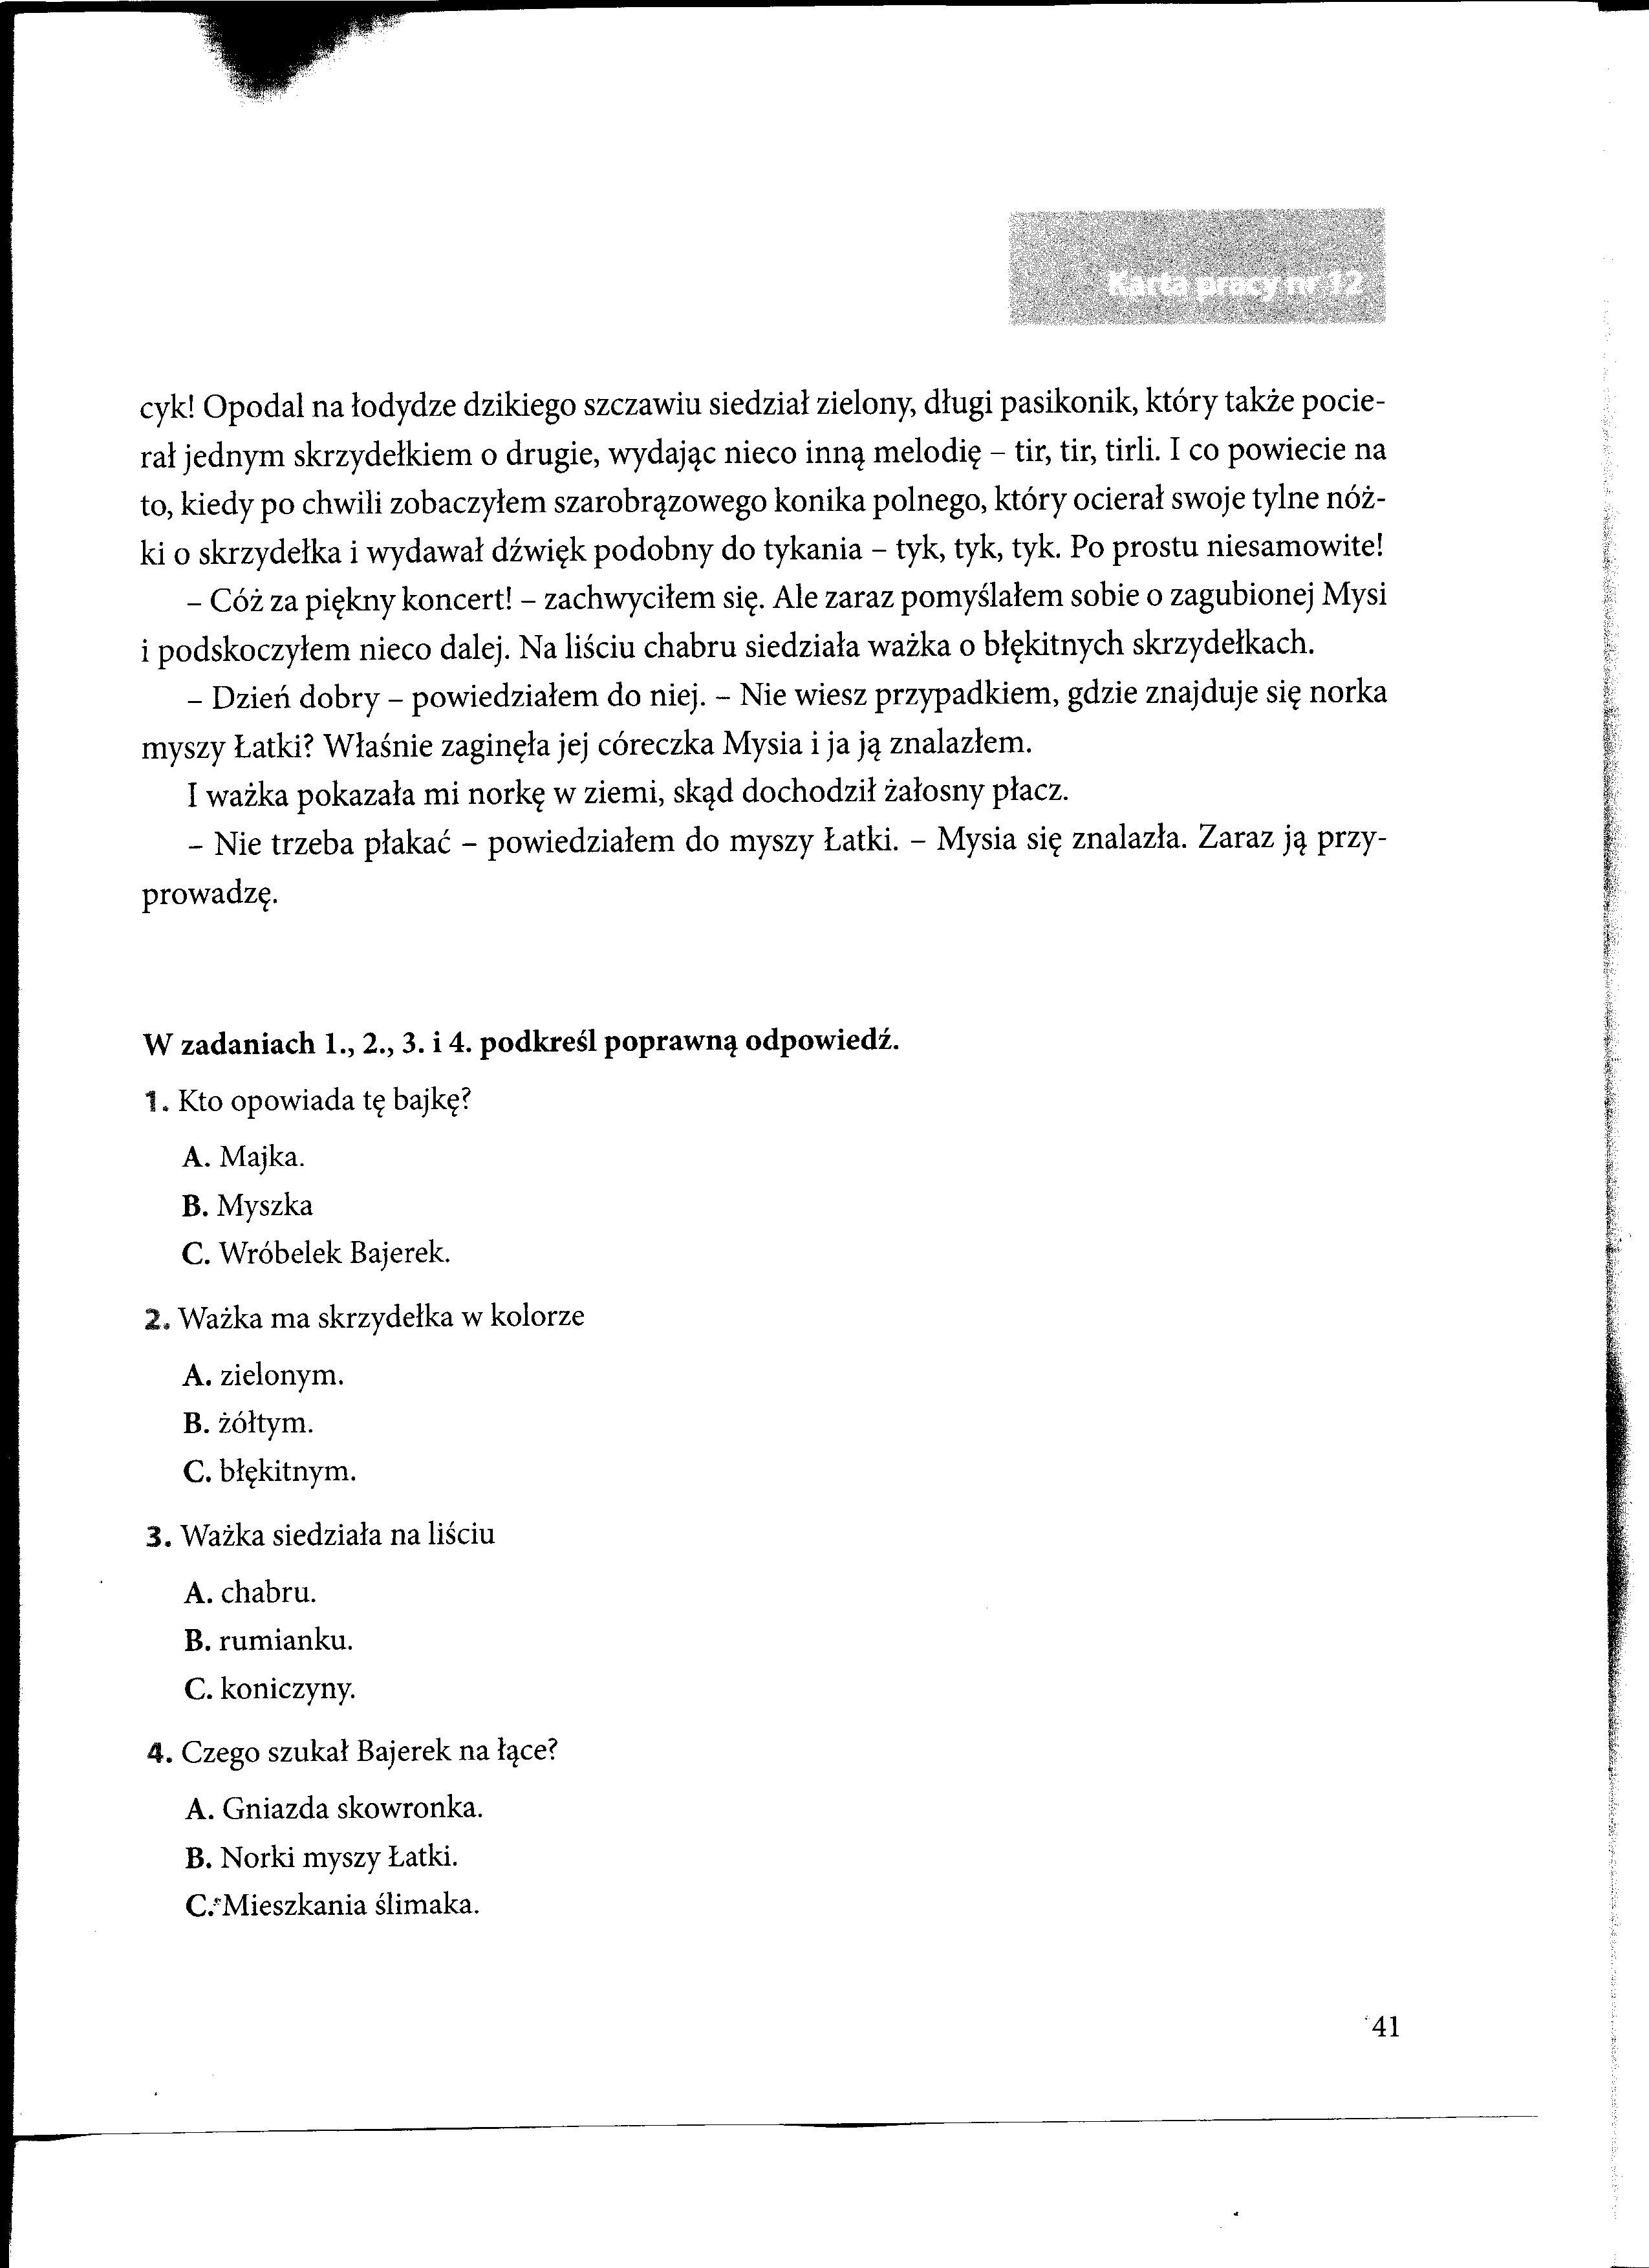 Karta pracy nr 12
cyk! Opodal na łodydze dzikiego szczawiu siedział zielony, długi pasikonik, który także pocie-
rał jednym skrzydełkiem o drugie, wydając nieco inną melodię – tir, tir, tirli. I co powiecie na
to, kiedy po chwili zobaczyłem szarobrązowego konika polnego, który ocierał swoje tylne nóż-
ki o skrzydełka i wydawał dźwięk podobny do tykania – tyk, tyk, tyk. Po prostu niesamowite!
– Cóż za piękny koncert! – zachwyciłem się. Ale zaraz pomyślałem sobie o zagubionej Mysi
i podskoczyłem nieco dalej. Na liściu chabru siedziała ważka o błękitnych skrzydełkach.
– Dzień dobry – powiedziałem do niej. – Nie wiesz przypadkiem, gdzie znajduje się norka
myszy Łatki? Właśnie zaginęła jej córeczka Mysia i ja ją znalazłem.
I ważka pokazała mi norkę w ziemi, skąd dochodził żałosny płacz.
– Nie trzeba płakać – powiedziałem do myszy Łatki. – Mysia się znalazła. Zaraz ją przy-
prowadzę.
W zadaniach 1., 2., 3. i 4. podkreśl poprawną odpowiedź.
1. Kto opowiada tę bajkę?
A. Majka.
B. Myszka
C. Wróbelek Bajerek.
2. Ważka ma skrzydełka w kolorze
A. zielonym.
B. żółtym.
C. błękitnym.
3. Ważka siedziała na liściu
A. chabru.
B. rumianku.
C. koniczyny.
4. Czego szukał Bajerek na łące?
A. Gniazda skowronka.
B. Norki myszy Łatki.
C. Mieszkania ślimaka.
41